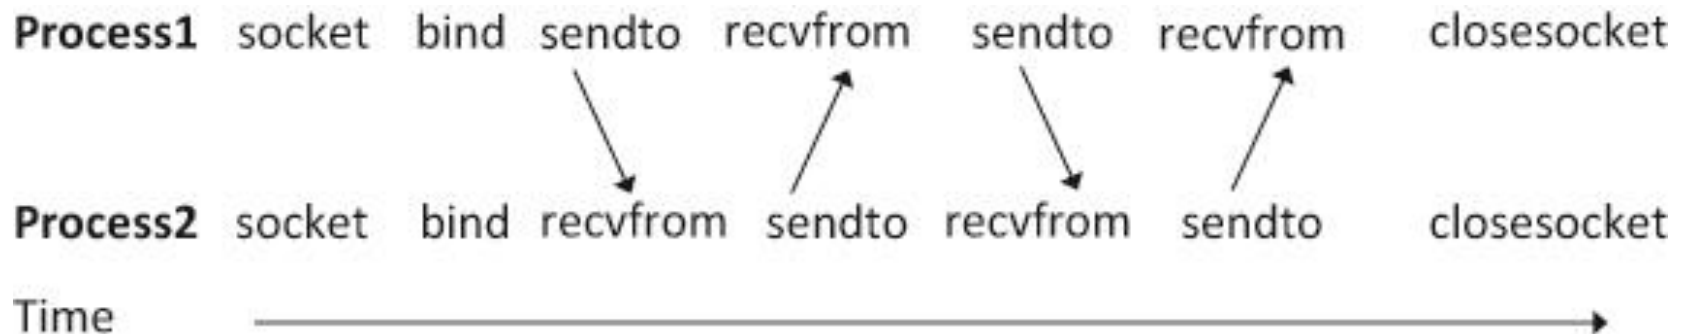 Process1 socket bind sendto recvfrom sendto recvfrom closesocket
Process2 socket bind recvfrom sendto recvfrom sendto closesocket
Time